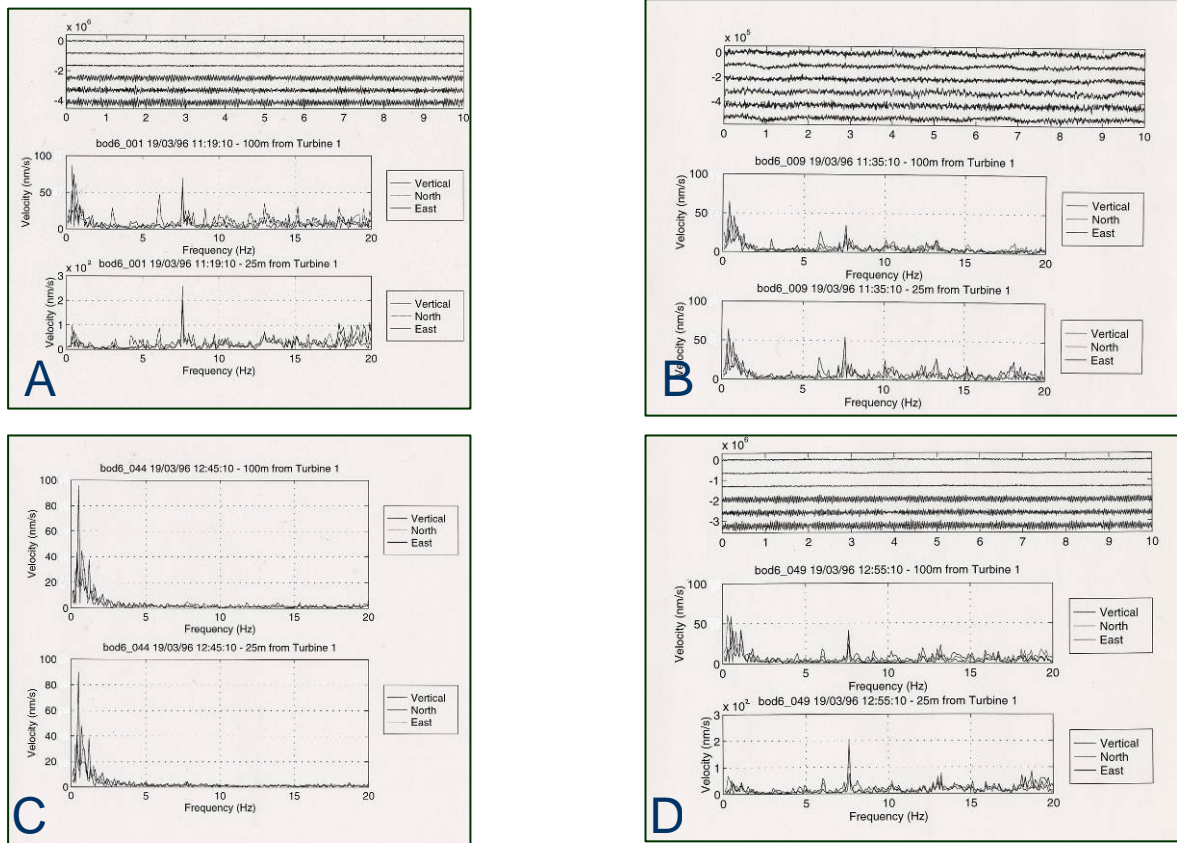 x 10⁶
0
-2
-4
0 1 2 3 4 5 6 7 8 9 10
bod6_001 19/03/96 11:19:10 - 100m from Turbine 1
100
50
0
Velocity (nm/s)
0 5 10 15 20
Frequency (Hz)
Vertical
North
East
x 10²
bod6_001 19/03/96 11:19:10 - 25m from Turbine 1
3
2
1
0
Velocity (nm/s)
0 5 10 15 20
Frequency (Hz)
Vertical
North
East
A
x 10⁵
0
-2
-4
0 1 2 3 4 5 6 7 8 9 10
bod6_009 19/03/96 11:35:10 - 100m from Turbine 1
100
50
0
Velocity (nm/s)
0 5 10 15 20
Frequency (Hz)
Vertical
North
East
bod6_009 19/03/96 11:35:10 - 25m from Turbine 1
100
50
0
Velocity (nm/s)
0 5 10 15 20
Frequency (Hz)
Vertical
North
East
B
bod6_044 19/03/96 12:45:10 - 100m from Turbine 1
100
80
60
40
20
0
Velocity (nm/s)
0 5 10 15 20
Frequency (Hz)
Vertical
North
East
bod6_044 19/03/96 12:45:10 - 25m from Turbine 1
100
80
60
40
20
0
Velocity (nm/s)
0 5 10 15 20
Frequency (Hz)
Vertical
North
East
C
x 10⁶
0
-1
-2
-3
0 1 2 3 4 5 6 7 8 9 10
bod6_049 19/03/96 12:55:10 - 100m from Turbine 1
100
50
0
Velocity (nm/s)
0 5 10 15 20
Frequency (Hz)
Vertical
North
East
x 10²
bod6_049 19/03/96 12:55:10 - 25m from Turbine 1
3
2
1
0
Velocity (nm/s)
0 5 10 15 20
Frequency (Hz)
Vertical
North
East
D